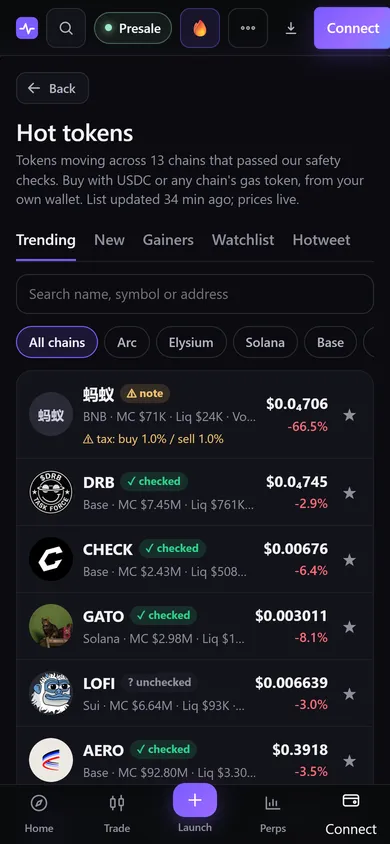 Presale
Connect
← Back
Hot tokens
Tokens moving across 13 chains that passed our safety
checks. Buy with USDC or any chain's gas token, from your
own wallet. List updated 34 min ago; prices live.
Trending New Gainers Watchlist Hotweet
Search name, symbol or address
All chains Arc Elysium Solana Base
蚂蚁
蚂蚁 ⚠ note
$0.0₄706
BNB · MC $71K · Liq $24K · Vo...
-66.5%
⚠ tax: buy 1.0% / sell 1.0%
$DRB
TASK FORCE
DRB ✓ checked
$0.0₄745
Base · MC $7.45M · Liq $761K...
-2.9%
CHECK ✓ checked
$0.00676
Base · MC $2.43M · Liq $508...
-6.4%
GATO ✓ checked
$0.003011
Solana · MC $2.98M · Liq $1...
-8.1%
LOFI ? unchecked
$0.006639
Sui · MC $6.64M · Liq $93K ·...
-3.0%
AERO ✓ checked
$0.3918
Base · MC $92.80M · Liq $3.30...
-3.5%
Home Trade Launch Perps Connect